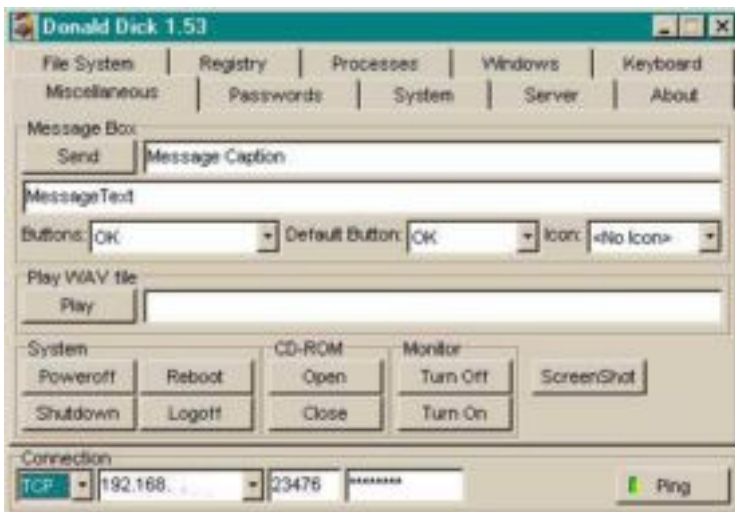 Donald Dick 1.53
File System Registry Processes Windows Keyboard
Miscellaneous Passwords System Server About
Message Box
Send Message Caption
MessageText
Buttons: OK Default Button: OK Icon: <No Icon>
Play WAV file
Play
System CD-ROM Monitor
Poweroff Reboot Open Turn Off ScreenShot
Shutdown Logoff Close Turn On
Connection
TCP 192.168. 23476 ******** Ping